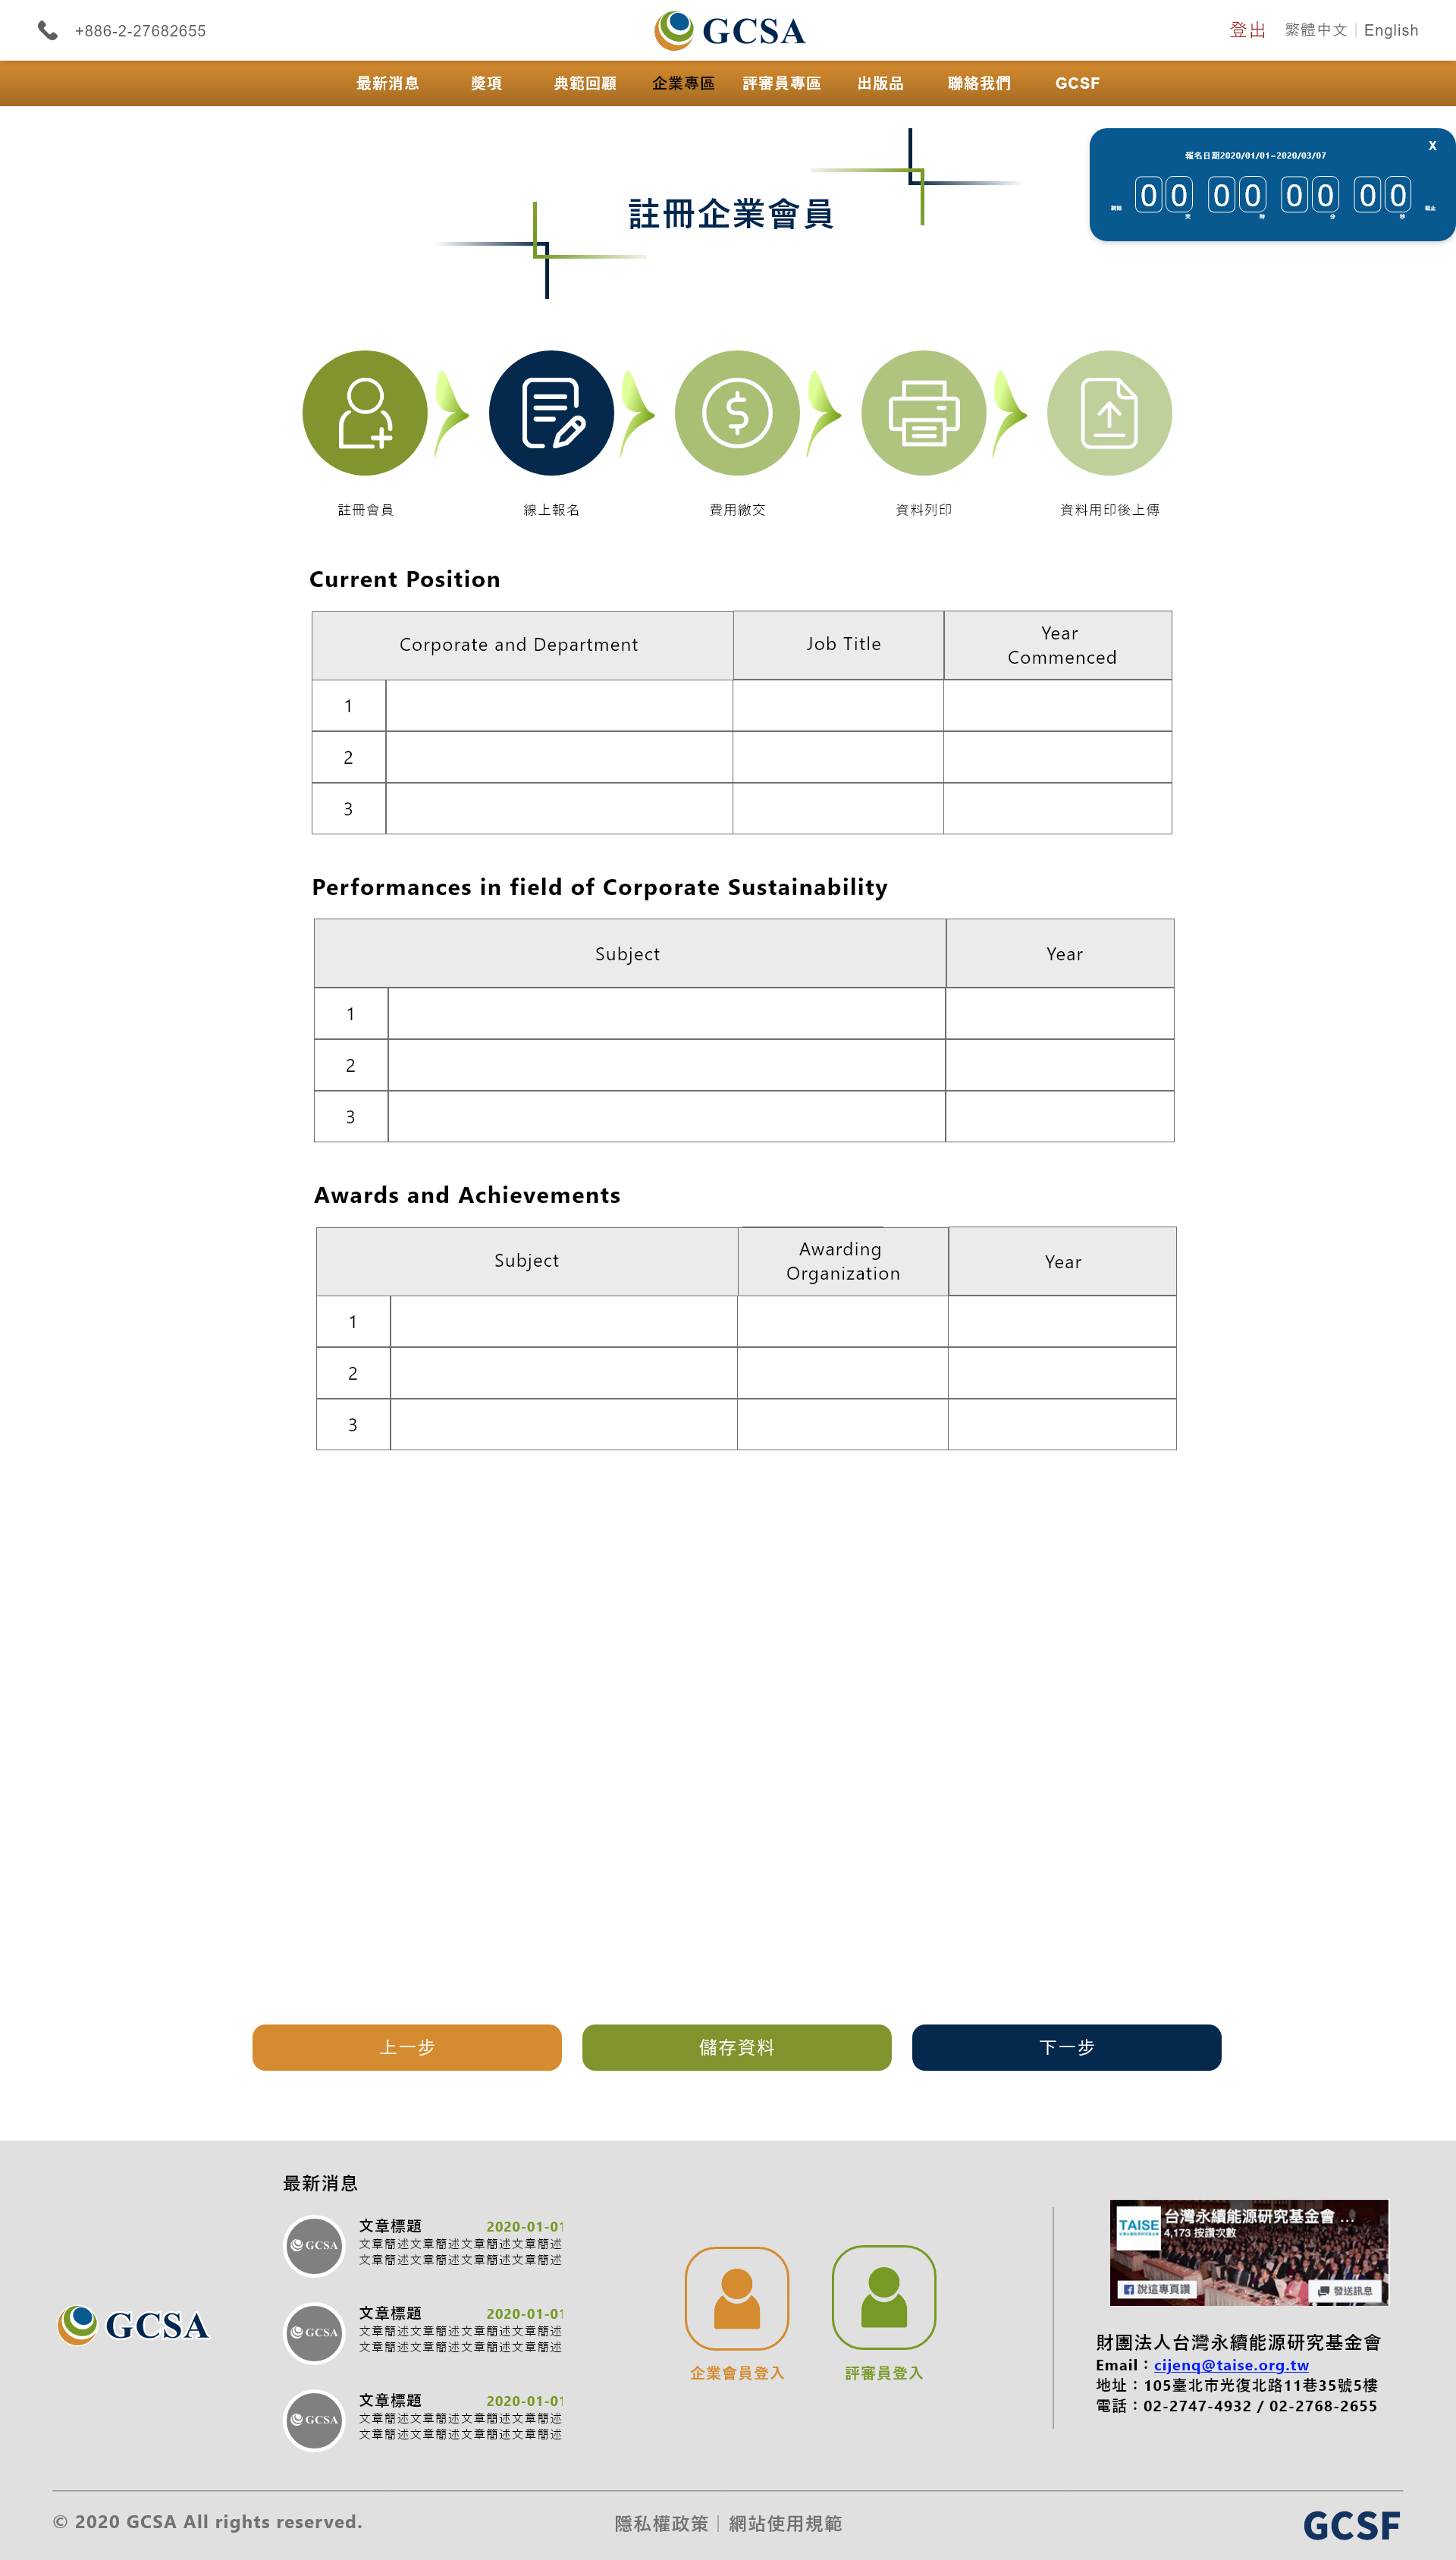 +886-2-27682655
GCSA
登出 繁體中文｜English
最新消息 獎項 典範回顧 企業專區 評審員專區 出版品 聯絡我們 GCSF
X
報名日期2020/01/01~2020/03/07
開始 00 00 00 00 截止
天 時 分 秒
註冊企業會員
註冊會員 線上報名 費用繳交 資料列印 資料用印後上傳
Current Position
Corporate and Department Job Title Year
Commenced
1
2
3
Performances in field of Corporate Sustainability
Subject Year
1
2
3
Awards and Achievements
Subject Awarding
Organization Year
1
2
3
上一步 儲存資料 下一步
最新消息
GCSA
文章標題 2020-01-01
文章簡述文章簡述文章簡述文章簡述
文章簡述文章簡述文章簡述文章簡述
GCSA
文章標題 2020-01-01
文章簡述文章簡述文章簡述文章簡述
文章簡述文章簡述文章簡述文章簡述
GCSA
文章標題 2020-01-01
文章簡述文章簡述文章簡述文章簡述
文章簡述文章簡述文章簡述文章簡述
GCSA
企業會員登入 評審員登入
TAISE
台灣永續能源研究基金會 ...
4,173 按讚次數
說這專頁讚 發送訊息
財團法人台灣永續能源研究基金會
Email：cijenq@taise.org.tw
地址：105臺北市光復北路11巷35號5樓
電話：02-2747-4932 / 02-2768-2655
© 2020 GCSA All rights reserved.
隱私權政策｜網站使用規範
GCSF